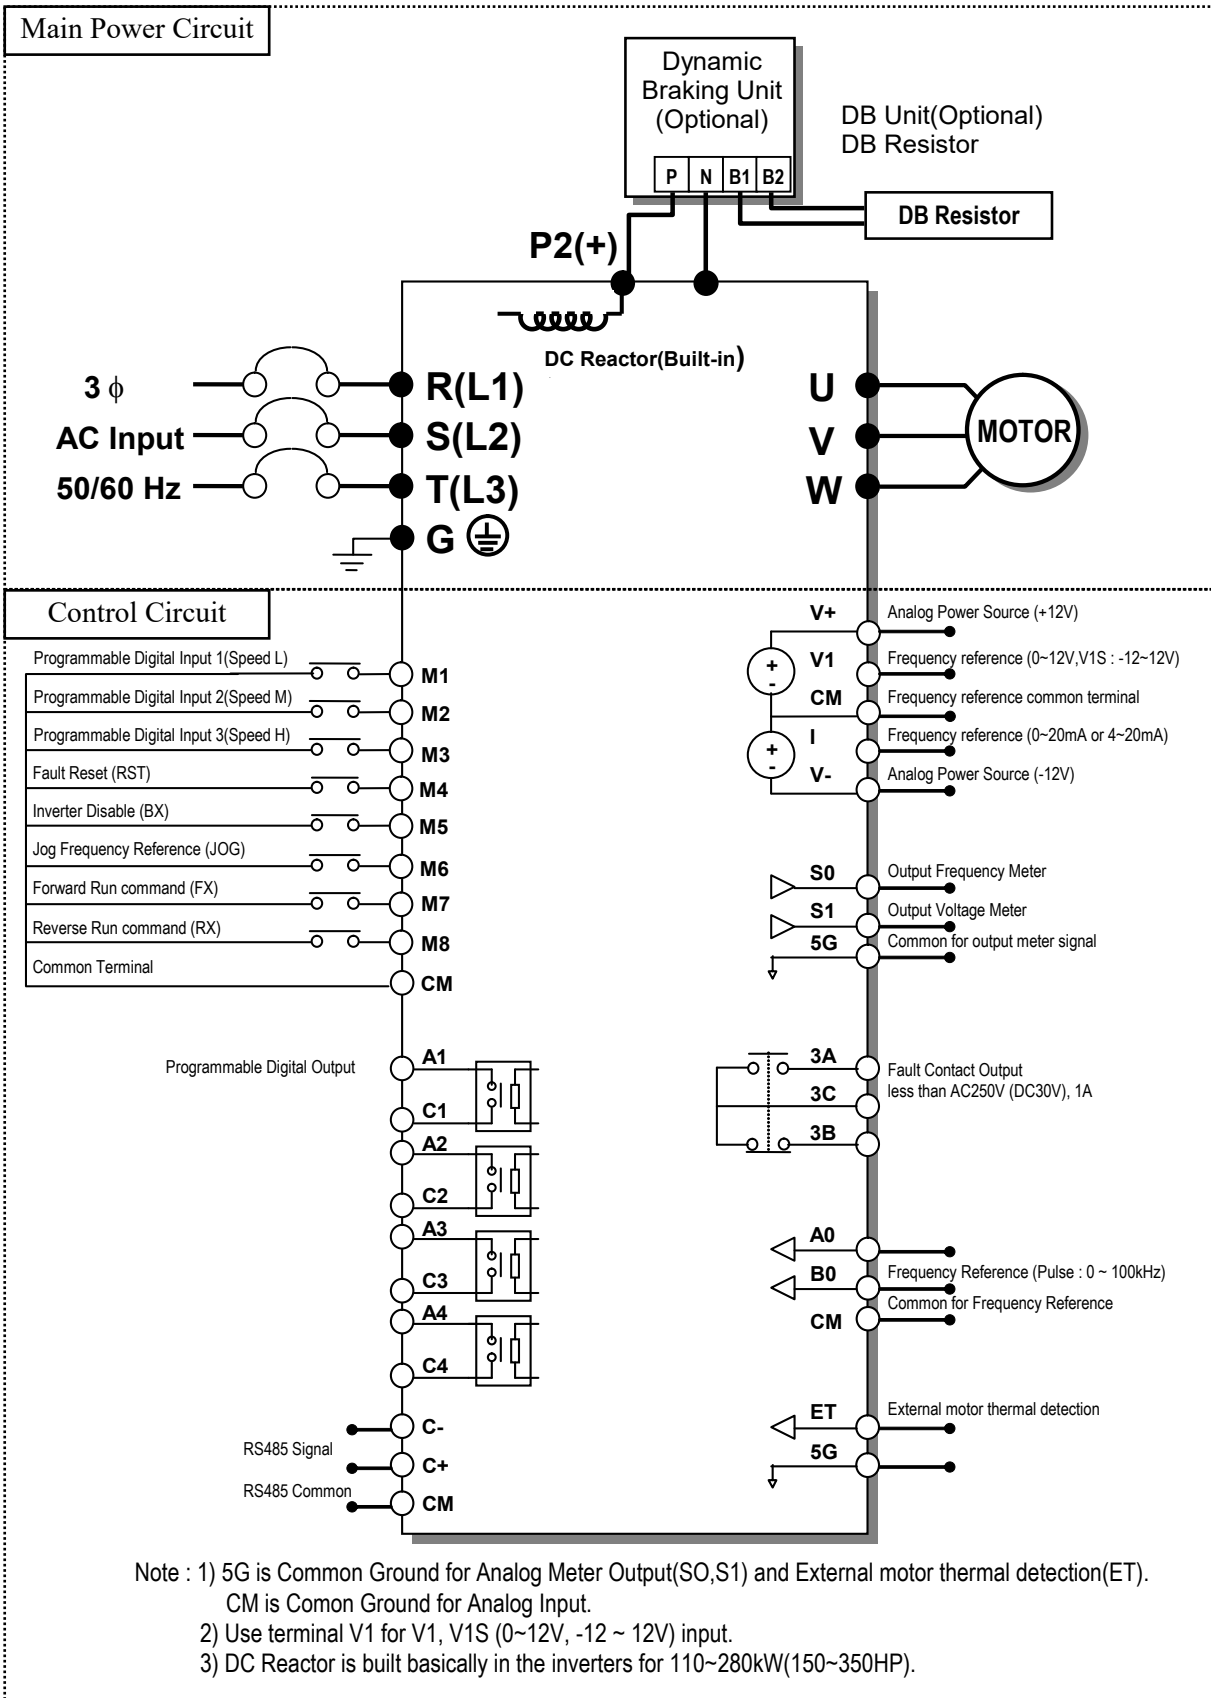 Main Power Circuit
Dynamic
Braking Unit
(Optional)
P N B1 B2
DB Unit(Optional)
DB Resistor
DB Resistor
P2(+)
DC Reactor(Built-in)
3 ϕ
AC Input
50/60 Hz
R(L1)
S(L2)
T(L3)
G
U
V
W
MOTOR
Control Circuit
Programmable Digital Input 1(Speed L)
M1
Programmable Digital Input 2(Speed M)
M2
Programmable Digital Input 3(Speed H)
M3
Fault Reset (RST)
M4
Inverter Disable (BX)
M5
Jog Frequency Reference (JOG)
M6
Forward Run command (FX)
M7
Reverse Run command (RX)
M8
Common Terminal
CM
Programmable Digital Output
A1
C1
A2
C2
A3
C3
A4
C4
C-
RS485 Signal
C+
RS485 Common
CM
V+ Analog Power Source (+12V)
+
-
V1 Frequency reference (0~12V,V1S : -12~12V)
CM Frequency reference common terminal
+
-
I Frequency reference (0~20mA or 4~20mA)
V- Analog Power Source (-12V)
S0 Output Frequency Meter
S1 Output Voltage Meter
5G Common for output meter signal
3A
3C
3B
Fault Contact Output
less than AC250V (DC30V), 1A
A0
B0 Frequency Reference (Pulse : 0 ~ 100kHz)
CM Common for Frequency Reference
ET External motor thermal detection
5G
Note : 1) 5G is Common Ground for Analog Meter Output(SO,S1) and External motor thermal detection(ET).
CM is Comon Ground for Analog Input.
2) Use terminal V1 for V1, V1S (0~12V, -12 ~ 12V) input.
3) DC Reactor is built basically in the inverters for 110~280kW(150~350HP).